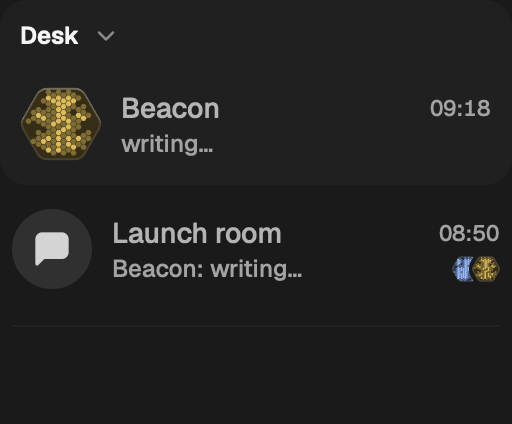 Desk
Beacon 09:18
writing...
Launch room 08:50
Beacon: writing...